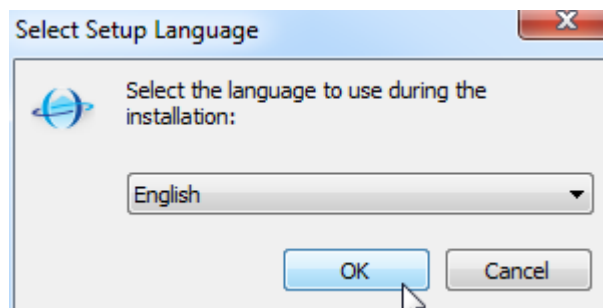 Select Setup Language
Select the language to use during the
installation:
English
OK
Cancel